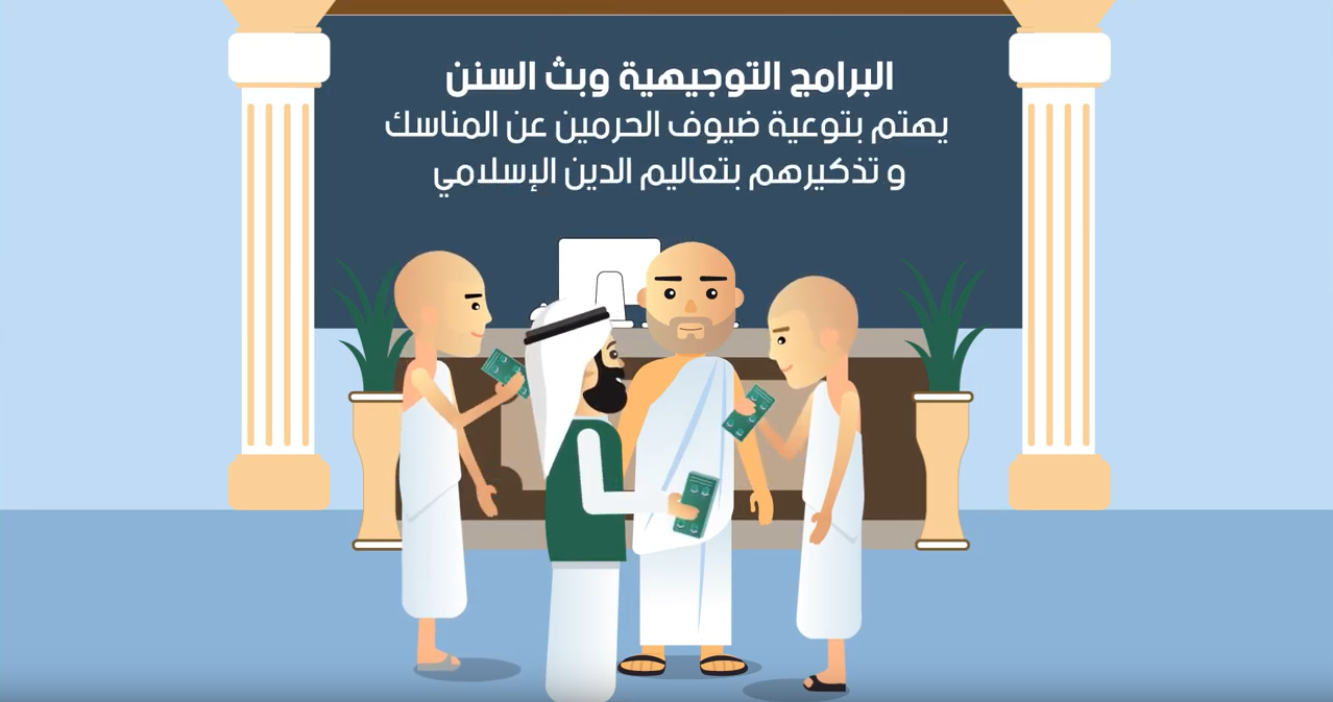 البرامج التوجيهية وبث السنن
يهتم بتوعية ضيوف الحرمين عن المناسك
و تذكيرهم بتعاليم الدين الإسلامي